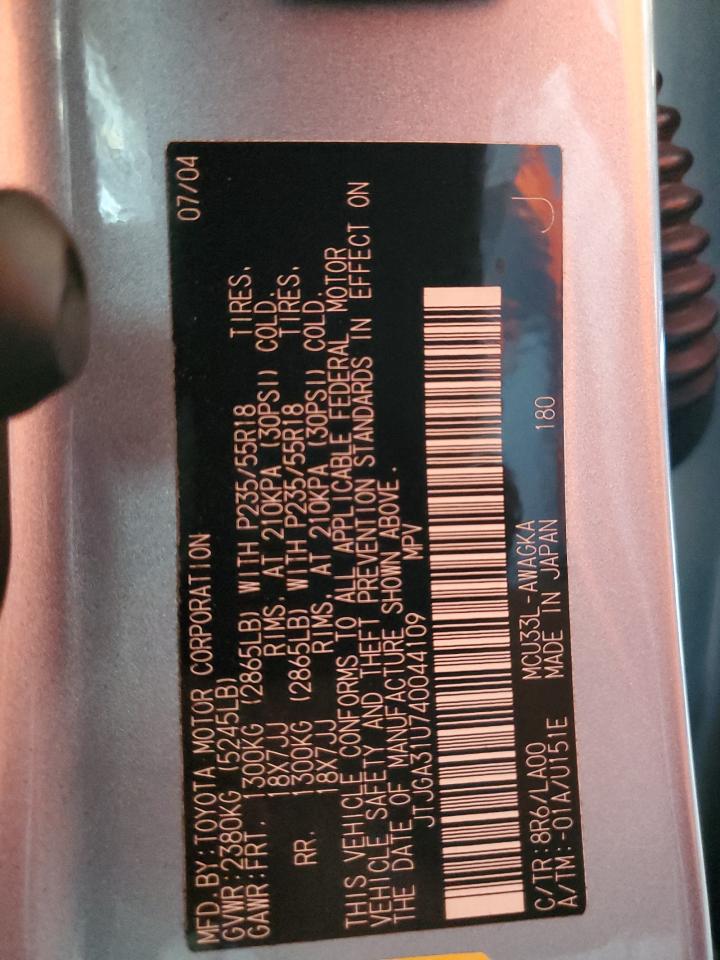 MFD. BY: TOYOTA MOTOR CORPORATION 07/04
GVWR: 2380KG (5245LB)
GAWR: FRT. 1300KG (2865LB) WITH P235/55R18 TIRES,
18X7JJ RIMS, AT 210KPA (30PSI) COLD.
RR. 1300KG (2865LB) WITH P235/55R18 TIRES,
18X7JJ RIMS, AT 210KPA (30PSI) COLD.
THIS VEHICLE CONFORMS TO ALL APPLICABLE FEDERAL MOTOR
VEHICLE SAFETY AND THEFT PREVENTION STANDARDS IN EFFECT ON
THE DATE OF MANUFACTURE SHOWN ABOVE.
JTJGA31U740044109 MPV
C/TR: 8R6/LA00 MCU33L-AWAGKA
A/TM: -01A/U151E MADE IN JAPAN 180 J